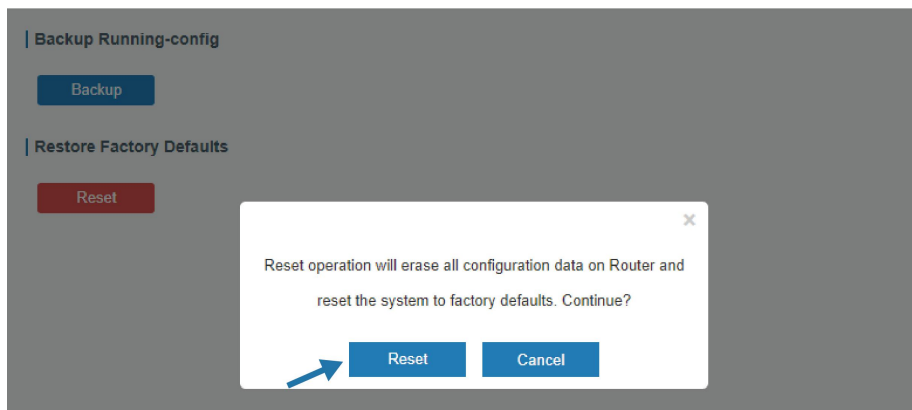 Backup Running-config
Backup
Restore Factory Defaults
Reset
Reset operation will erase all configuration data on Router and
reset the system to factory defaults. Continue?
Reset
Cancel